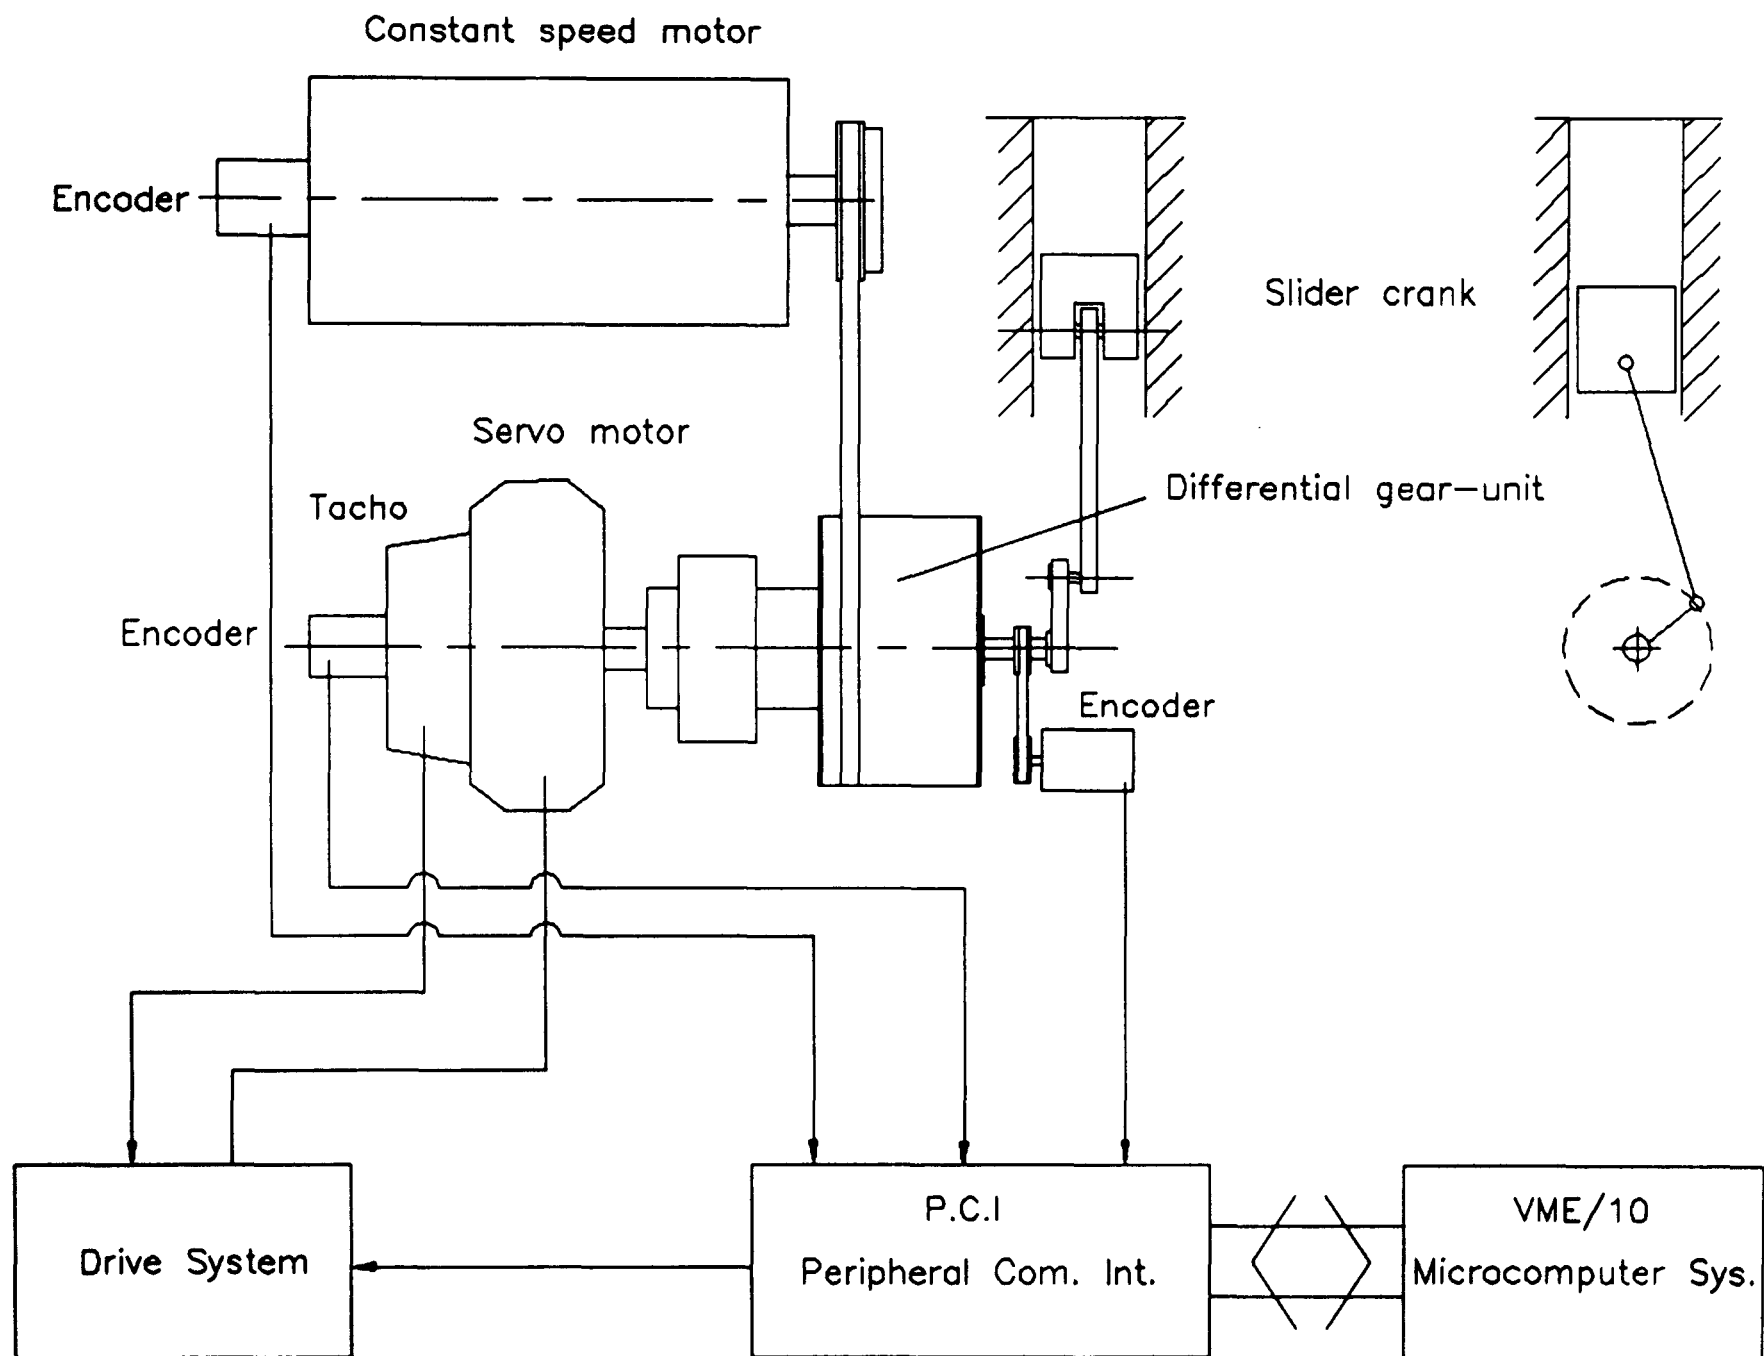 Constant speed motor
Encoder
Slider crank
Servo motor
Tacho
Differential gear-unit
Encoder
Encoder
P.C.I
Peripheral Com. Int.
VME/10
Microcomputer Sys.
Drive System